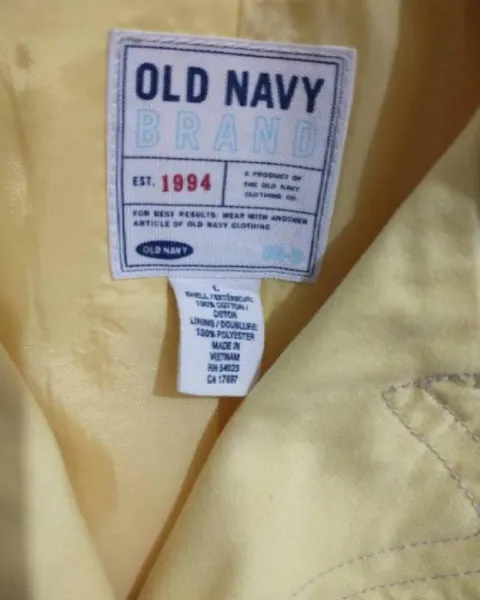 OLD NAVY
BRAND
EST. 1994
A PRODUCT OF
THE OLD NAVY
CLOTHING CO.
FOR BEST RESULTS: WEAR WITH ANOTHER
ARTICLE OF OLD NAVY CLOTHING
OLD NAVY
L
SHELL / EXTÉRIEUR:
100% COTTON /
COTON
LINING / DOUBLURE:
100% POLYESTER
MADE IN
VIETNAM
RN 54023
CA 17897